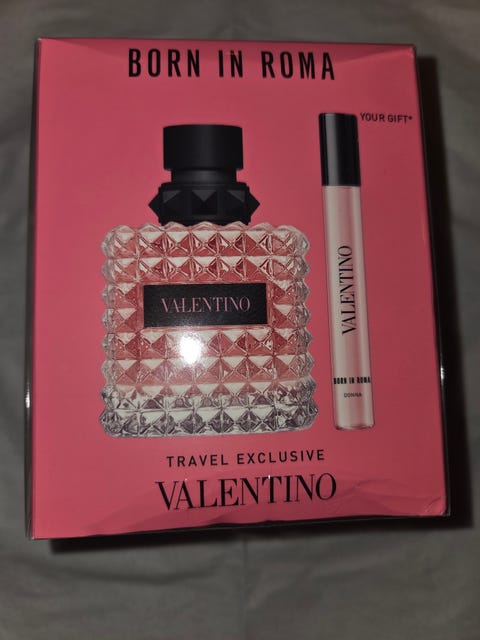 BORN IN ROMA
YOUR GIFT*
VALENTINO
VALENTINO
BORN IN ROMA
DONNA
TRAVEL EXCLUSIVE
VALENTINO